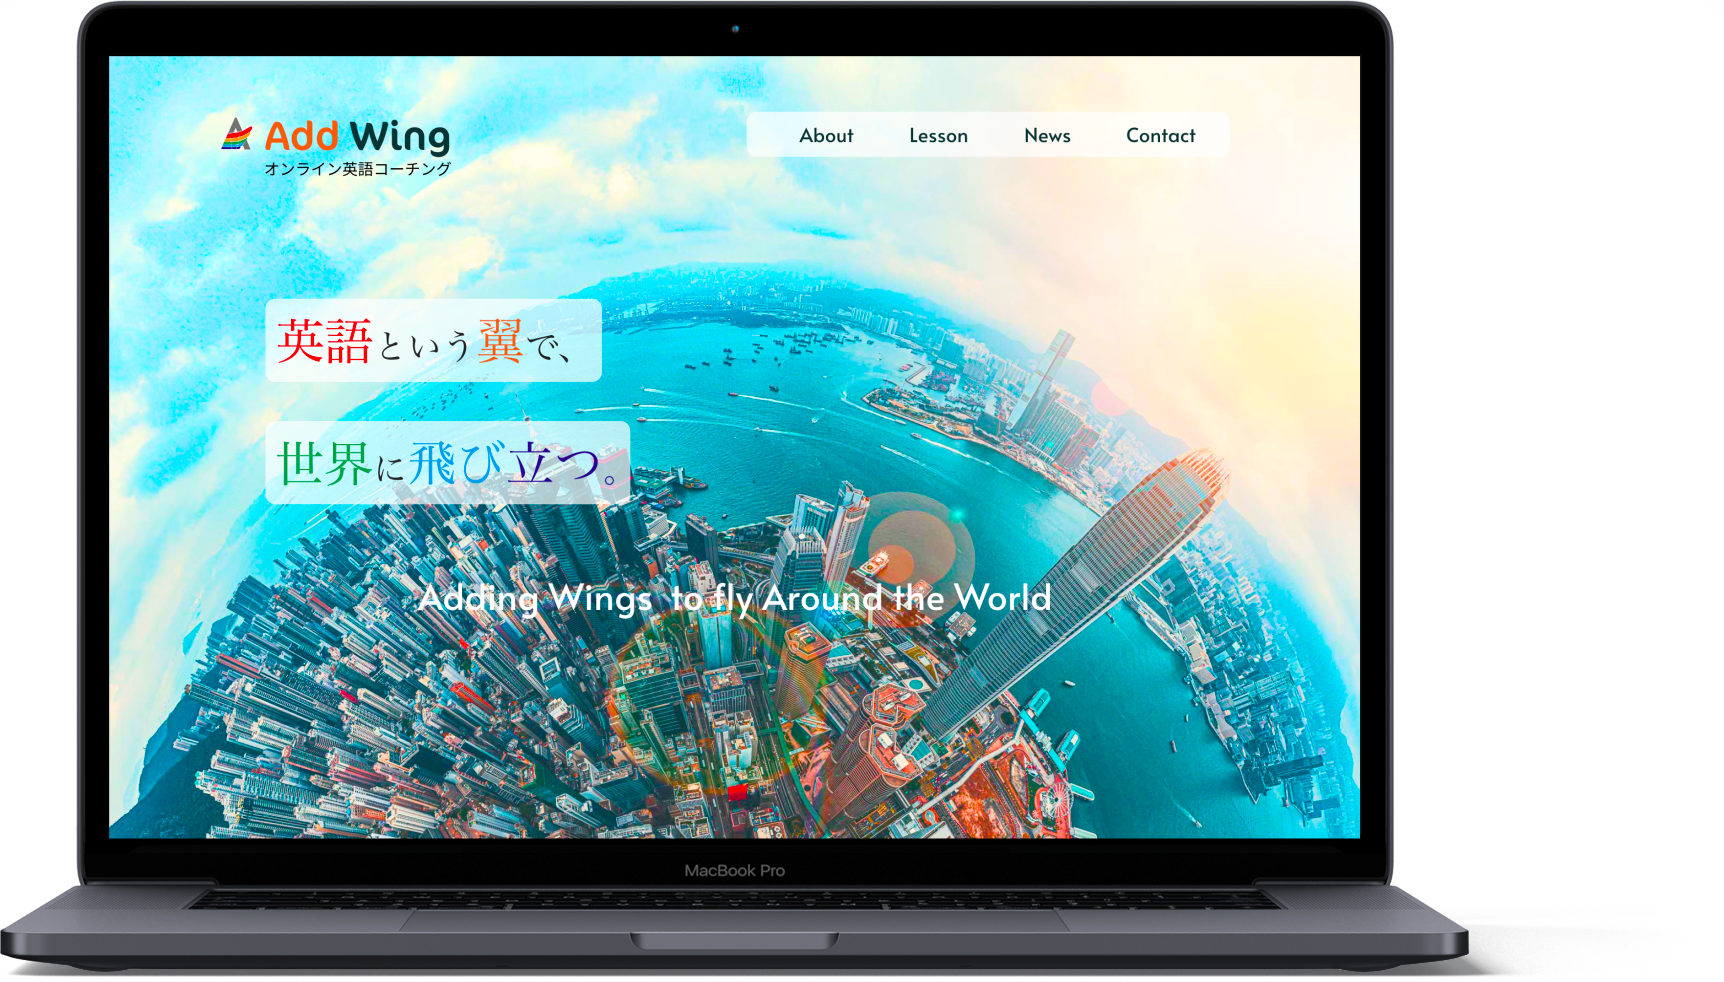 Add Wing
オンライン英語コーチング
About Lesson News Contact
英語という翼で、
世界に飛び立つ。
Adding Wings to fly Around the World
MacBook Pro